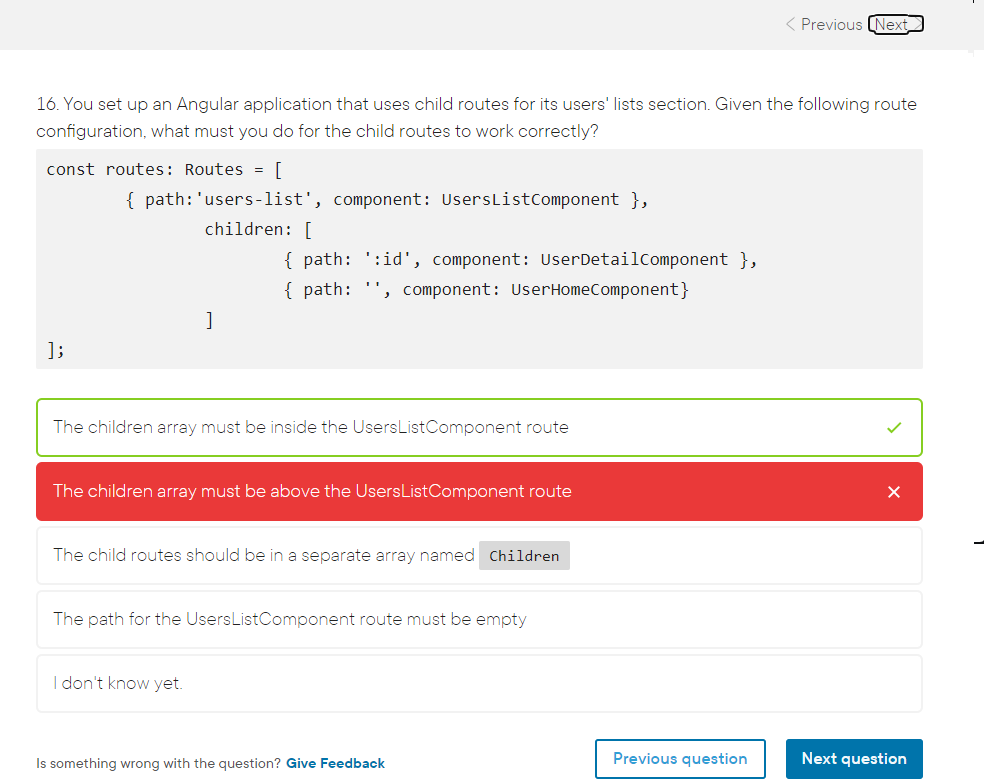 < Previous Next >
16. You set up an Angular application that uses child routes for its users' lists section. Given the following route
configuration, what must you do for the child routes to work correctly?
const routes: Routes = [
{ path:'users-list', component: UsersListComponent },
children: [
{ path: ':id', component: UserDetailComponent },
{ path: '', component: UserHomeComponent}
]
];
The children array must be inside the UsersListComponent route
The children array must be above the UsersListComponent route
The child routes should be in a separate array named Children
The path for the UsersListComponent route must be empty
I don't know yet.
Is something wrong with the question? Give Feedback
Previous question
Next question